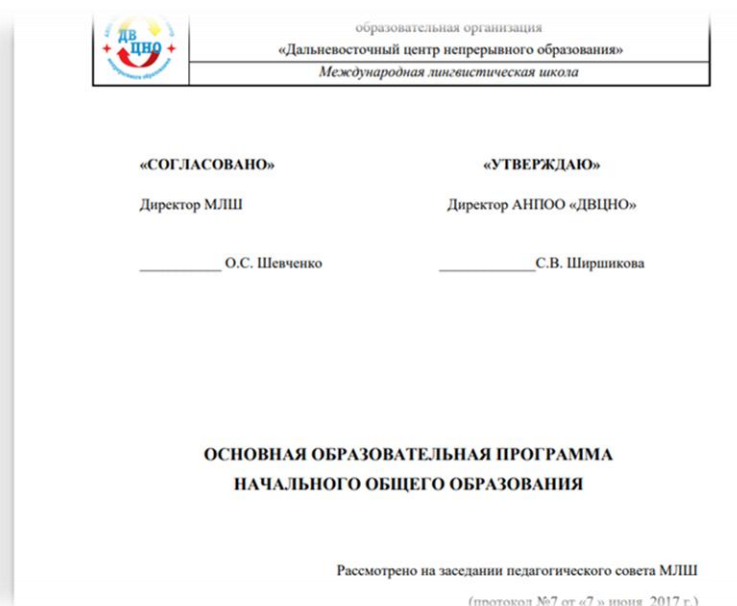 образовательная организация
ДВ
ЦНО
«Дальневосточный центр непрерывного образования»
Международная лингвистическая школа
«СОГЛАСОВАНО» «УТВЕРЖДАЮ»
Директор МЛШ Директор АНПОО «ДВЦНО»
___________ О.С. Шевченко _____________С.В. Ширшикова
ОСНОВНАЯ ОБРАЗОВАТЕЛЬНАЯ ПРОГРАММА
НАЧАЛЬНОГО ОБЩЕГО ОБРАЗОВАНИЯ
Рассмотрено на заседании педагогического совета МЛШ
(протокол №7 от «7 » июня 2017 г.)